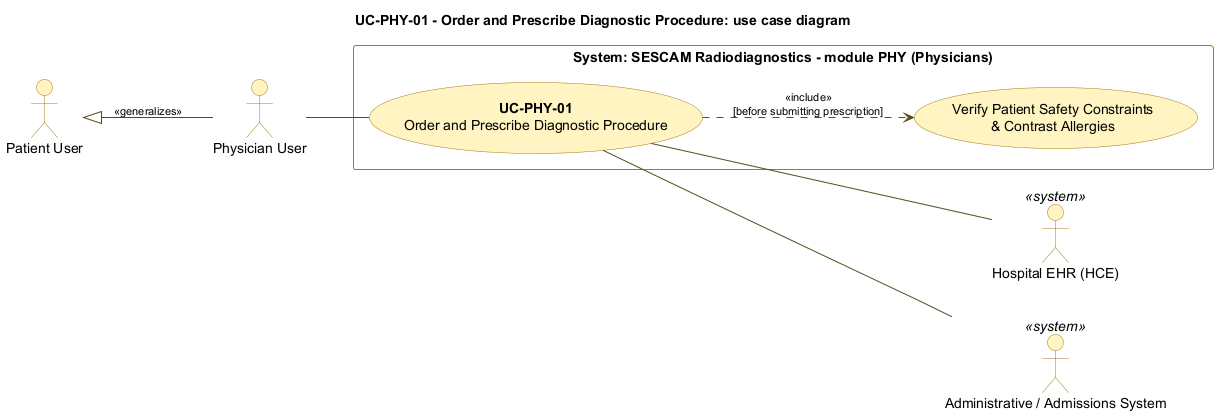 UC-PHY-01 - Order and Prescribe Diagnostic Procedure: use case diagram
System: SESCAM Radiodiagnostics - module PHY (Physicians)
Patient User
«generalizes»
Physician User
UC-PHY-01
Order and Prescribe Diagnostic Procedure
«include»
[before submitting prescription]
Verify Patient Safety Constraints
& Contrast Allergies
«system»
Hospital EHR (HCE)
«system»
Administrative / Admissions System